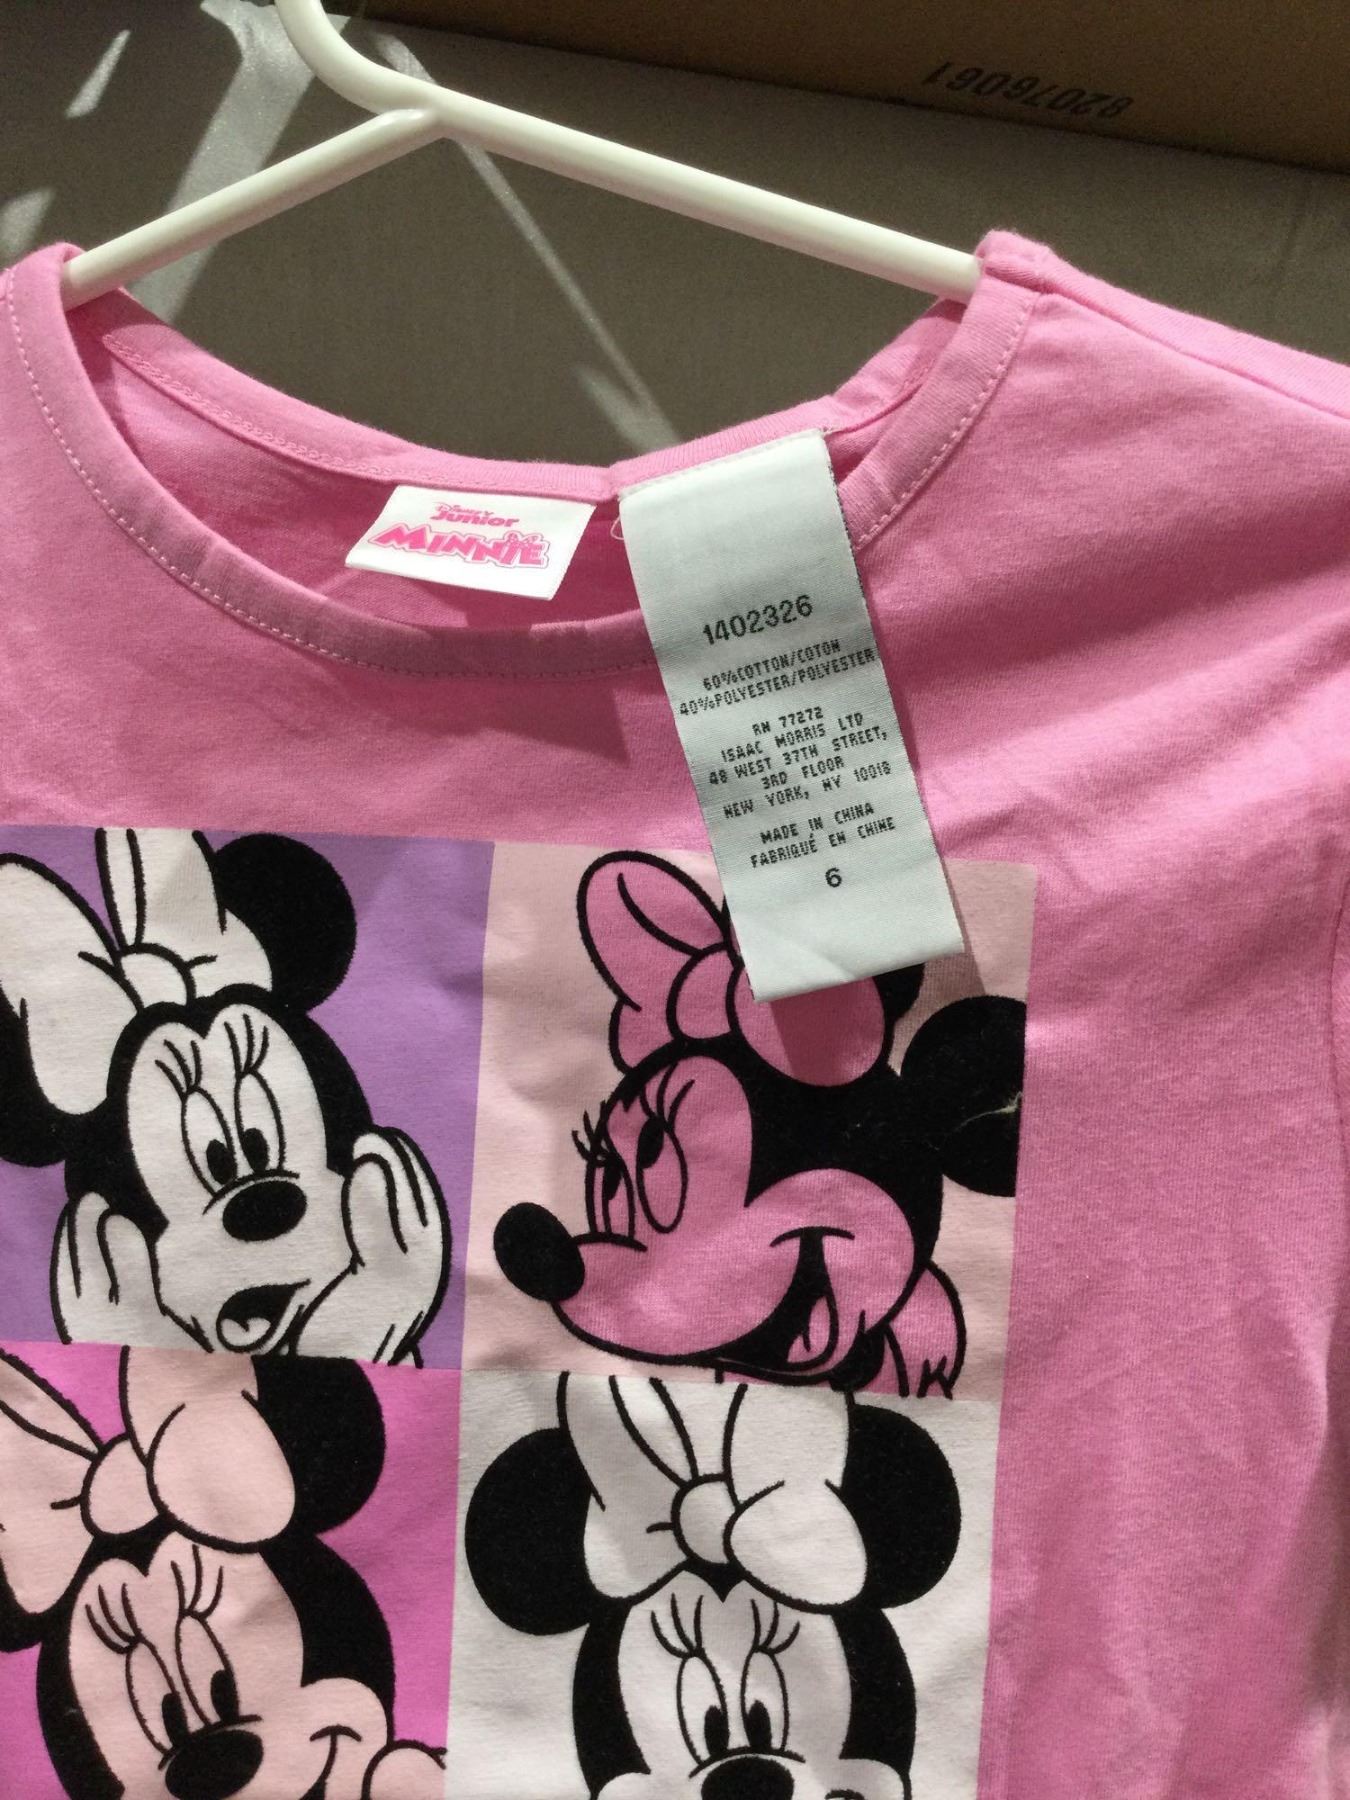 82076061
Disney
Junior
MINNIE
1402326
60%COTTON/COTON
40%POLYESTER/POLYESTER
RN 77272
ISAAC MORRIS LTD
48 WEST 37TH STREET,
3RD FLOOR
NEW YORK, NY 10018
MADE IN CHINA
FABRIQUÉ EN CHINE
6